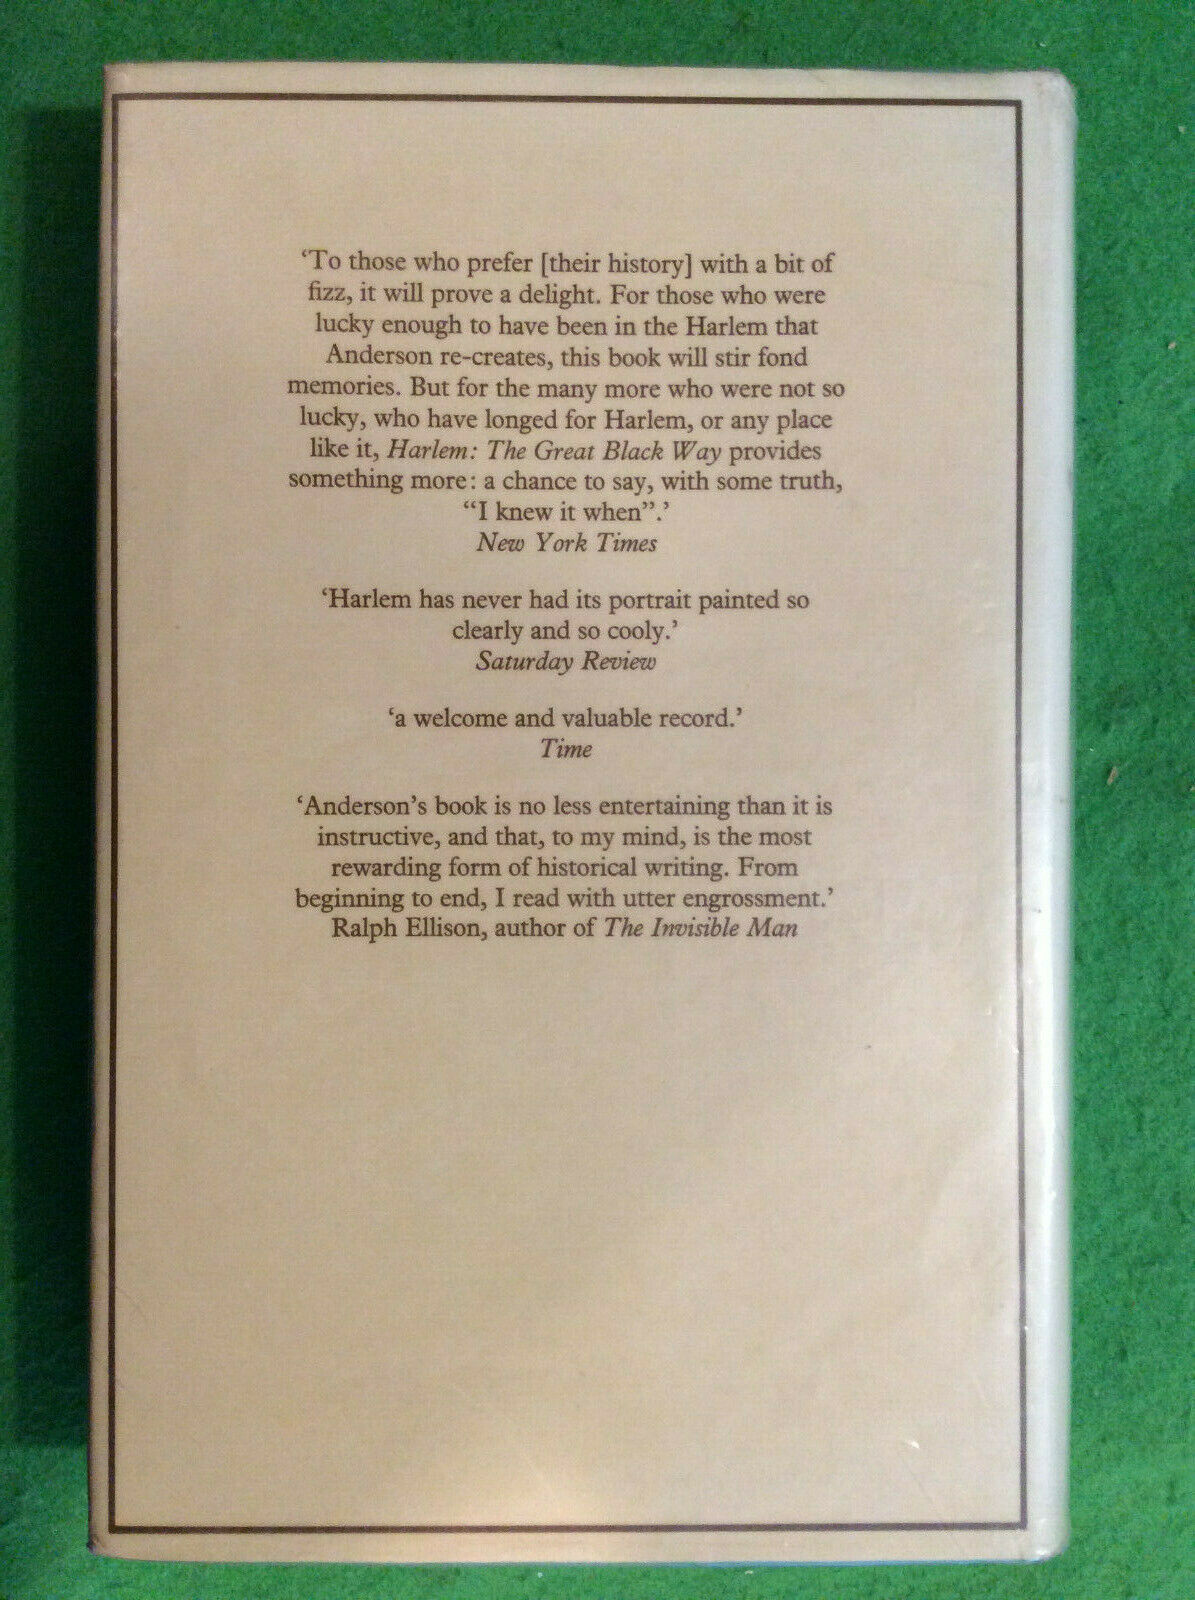 ‘To those who prefer [their history] with a bit of
fizz, it will prove a delight. For those who were
lucky enough to have been in the Harlem that
Anderson re-creates, this book will stir fond
memories. But for the many more who were not so
lucky, who have longed for Harlem, or any place
like it, Harlem: The Great Black Way provides
something more: a chance to say, with some truth,
“I knew it when”.’
New York Times
‘Harlem has never had its portrait painted so
clearly and so cooly.’
Saturday Review
‘a welcome and valuable record.’
Time
‘Anderson’s book is no less entertaining than it is
instructive, and that, to my mind, is the most
rewarding form of historical writing. From
beginning to end, I read with utter engrossment.’
Ralph Ellison, author of The Invisible Man